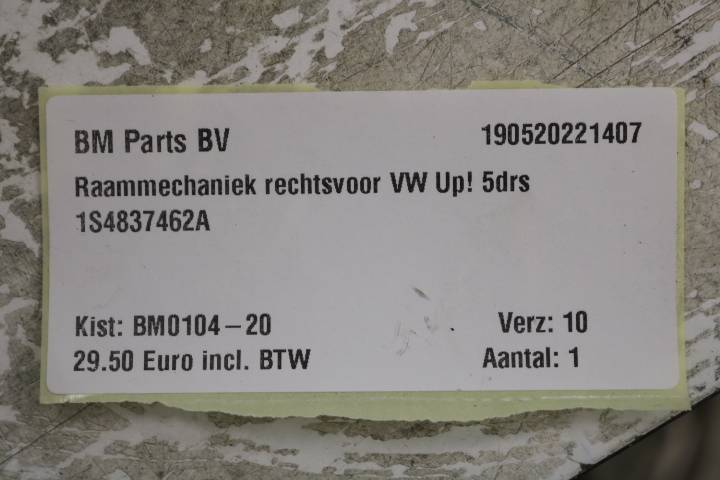 BM Parts BV 190520221407
Raammechaniek rechtsvoor VW Up! 5drs
1S4837462A
Kist: BM0104-20 Verz: 10
29.50 Euro incl. BTW Aantal: 1